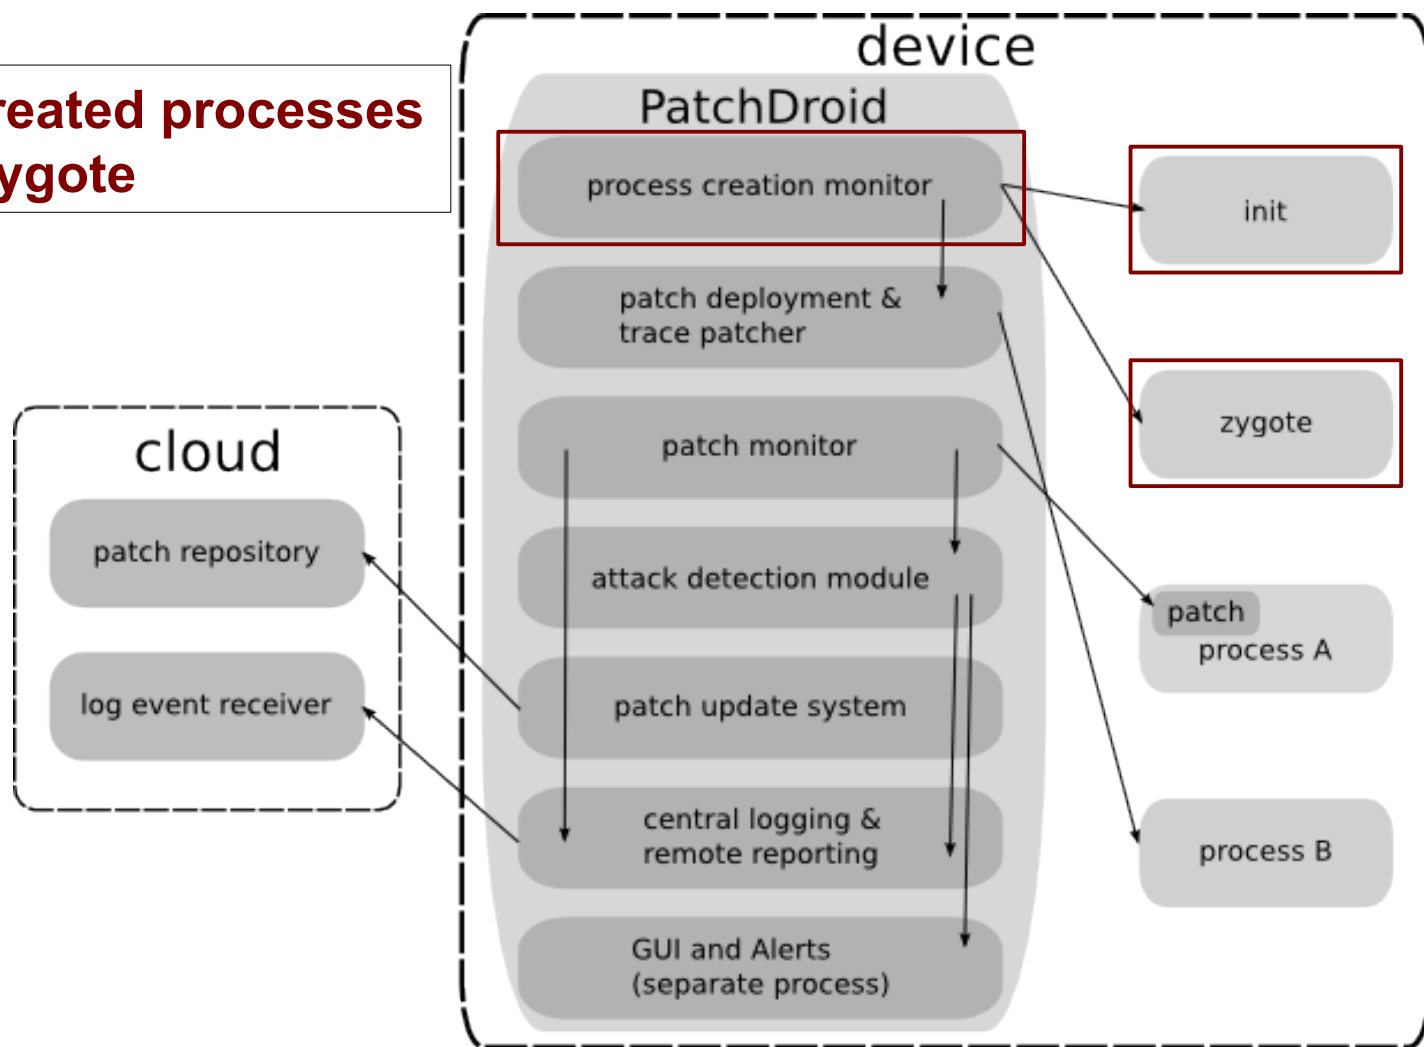 device
PatchDroid
processes
process creation monitor
init
patch deployment &
trace patcher
zygote
patch monitor
cloud
patch repository
attack detection module
patch
process A
log event receiver
patch update system
central logging &
remote reporting
process B
GUI and Alerts
(separate process)